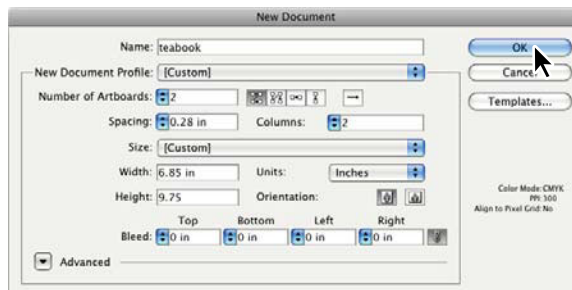 New Document
Name: teabook
OK
New Document Profile: [Custom]
Cancel
Number of Artboards: 2
Templates...
Spacing: 0.28 in Columns: 2
Size: [Custom]
Width: 6.85 in Units: Inches
Height: 9.75 Orientation:
Color Mode:CMYK
PPI:300
Align to Pixel Grid:No
Top Bottom Left Right
Bleed: 0 in 0 in 0 in 0 in
Advanced